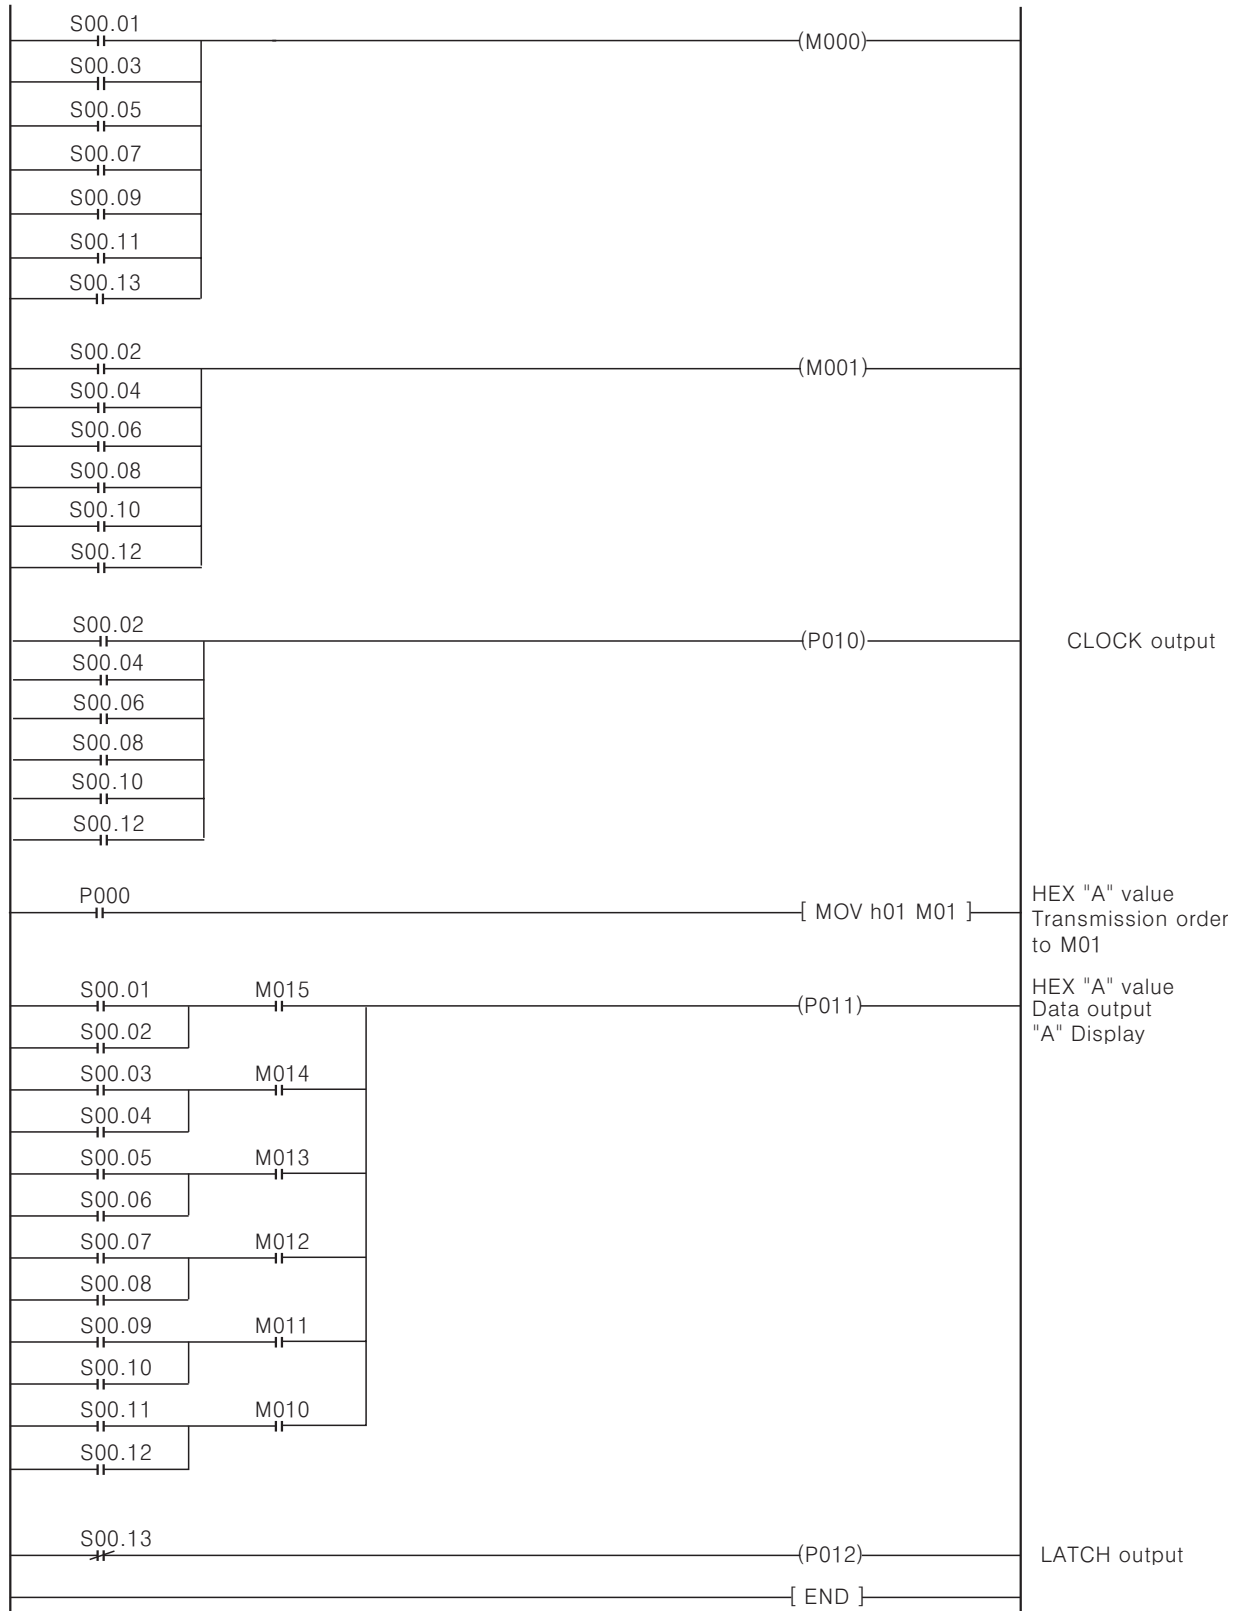 S00.01
(M000)
S00.03
S00.05
S00.07
S00.09
S00.11
S00.13
S00.02
(M001)
S00.04
S00.06
S00.08
S00.10
S00.12
S00.02
(P010) CLOCK output
S00.04
S00.06
S00.08
S00.10
S00.12
P000
[ MOV h01 M01 ]
HEX "A" value
Transmission order
to M01
S00.01 M015
(P011)
HEX "A" value
Data output
"A" Display
S00.02
S00.03 M014
S00.04
S00.05 M013
S00.06
S00.07 M012
S00.08
S00.09 M011
S00.10
S00.11 M010
S00.12
S00.13
(P012) LATCH output
[ END ]